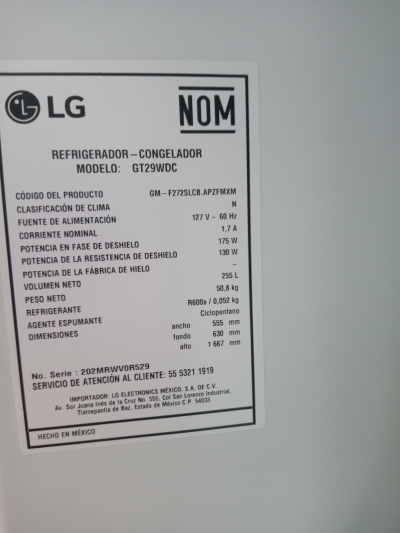 LG
NOM
REFRIGERADOR – CONGELADOR
MODELO: GT29WDC
CÓDIGO DEL PRODUCTO GM – F272SLCB.APZFMXM
CLASIFICACIÓN DE CLIMA N
FUENTE DE ALIMENTACIÓN 127 V – 60 Hz
CORRIENTE NOMINAL 1,7 A
POTENCIA EN FASE DE DESHIELO 175 W
POTENCIA DE LA RESISTENCIA DE DESHIELO 130 W
POTENCIA DE LA FÁBRICA DE HIELO –
VOLUMEN NETO 255 L
PESO NETO 50,8 kg
REFRIGERANTE R600a / 0,052 kg
AGENTE ESPUMANTE Ciclopentano
DIMENSIONES ancho 555 mm
fondo 630 mm
alto 1 667 mm
No. Serie : 202MRWV0R529
SERVICIO DE ATENCIÓN AL CLIENTE: 55 5321 1919
IMPORTADOR: LG ELECTRONICS MÉXICO, S.A. DE C.V.
Av. Sor Juana Inés de la Cruz No. 555, Col San Lorenzo Industrial,
Tlalnepantla de Baz, Estado de México C.P. 54033
HECHO EN MÉXICO